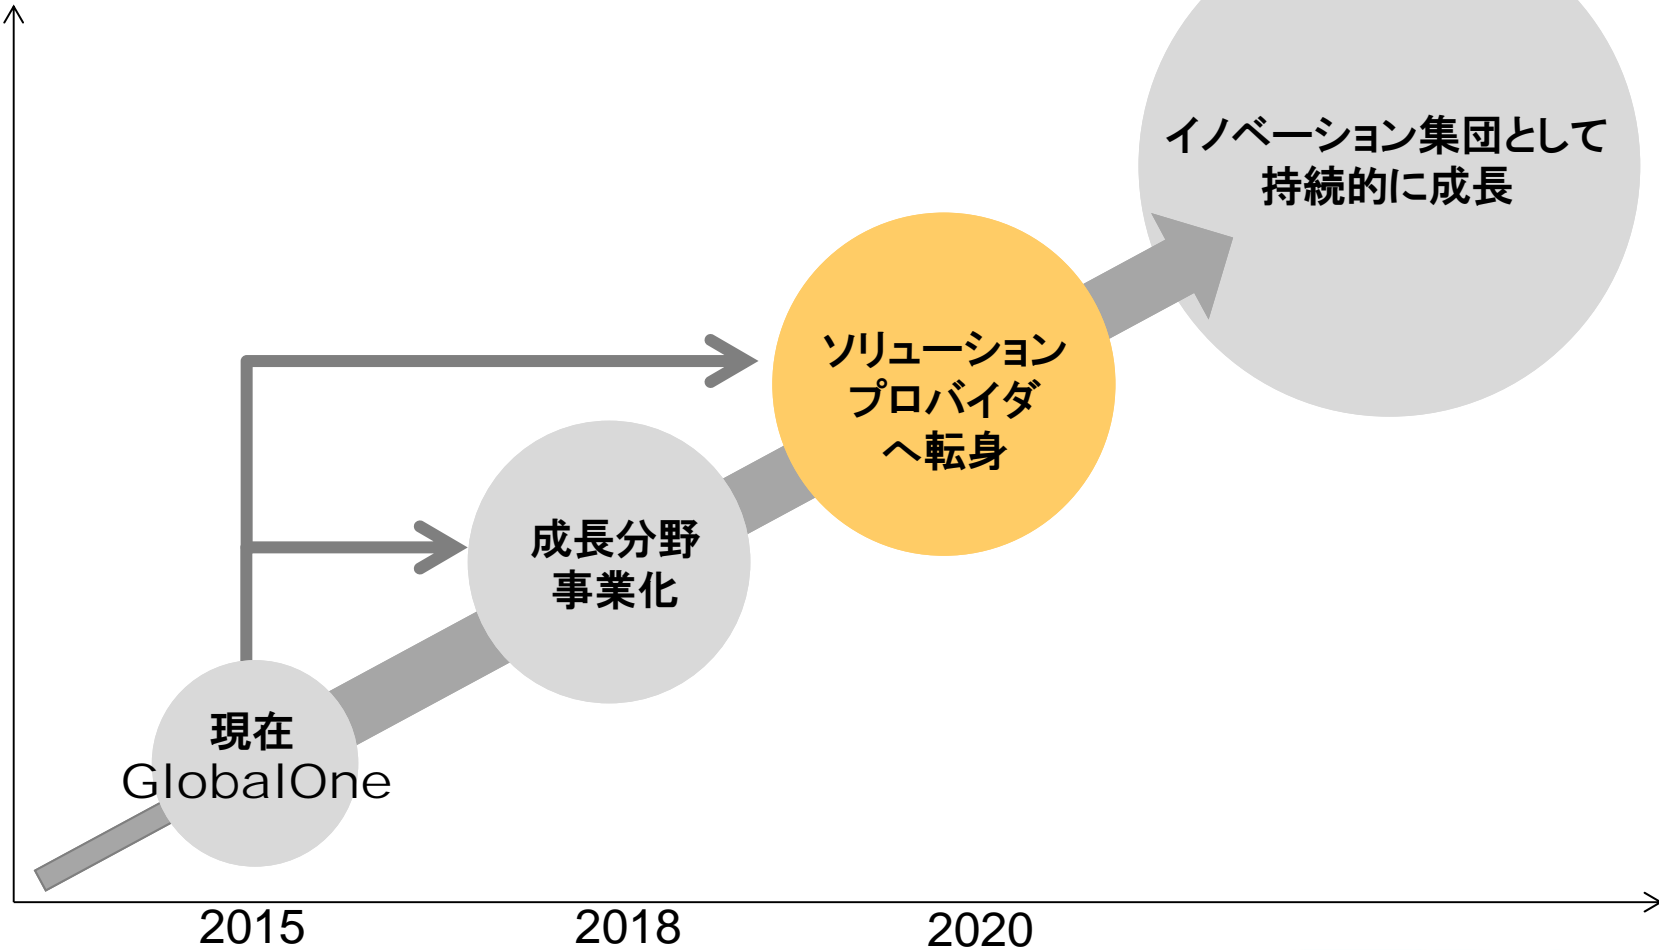 イノベーション集団として
持続的に成長
ソリューション
プロバイダ
へ転身
成長分野
事業化
現在
GlobalOne
2015
2018
2020